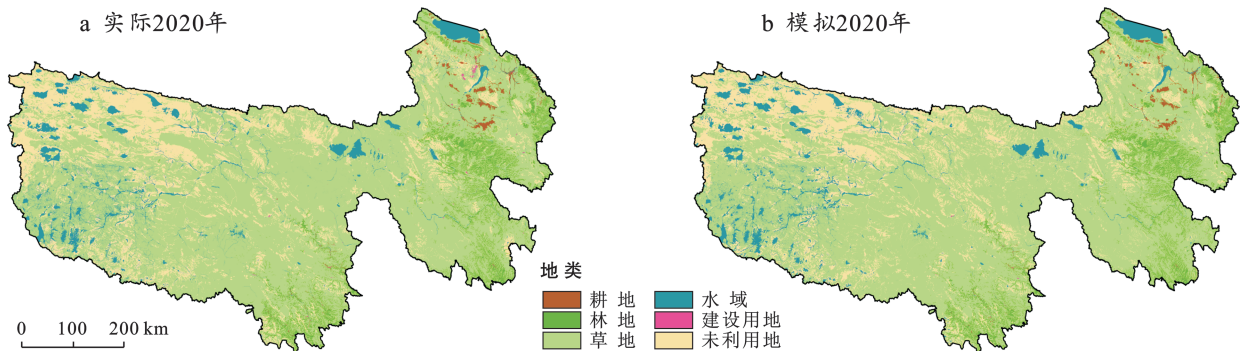 a 实际2020年
b 模拟2020年
地类
耕地
水域
林地
建设用地
草地
未利用地
0 100 200 km